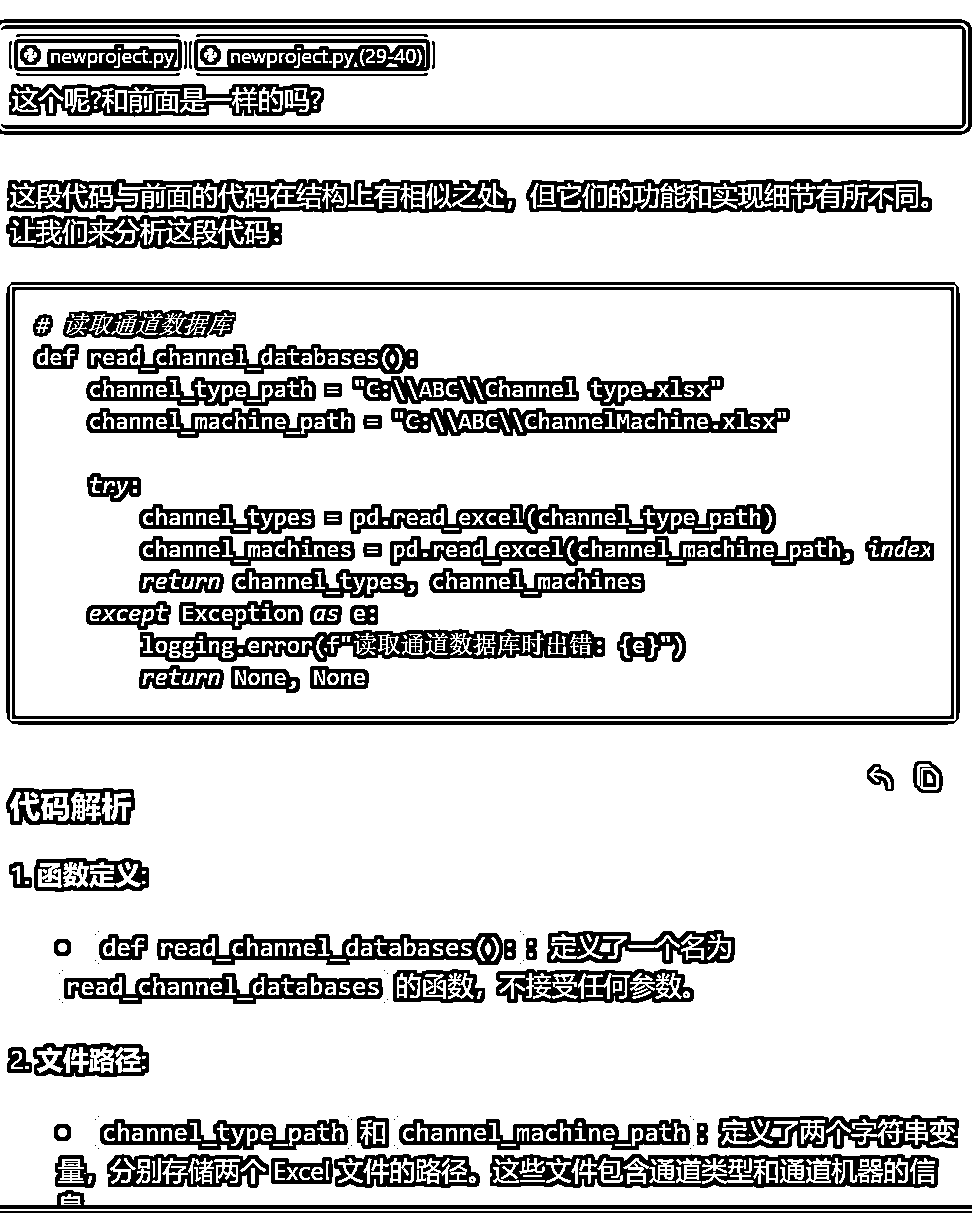 newproject.py newproject.py (29-40)
这个呢?和前面是一样的吗?
这段代码与前面的代码在结构上有相似之处，但它们的功能和实现细节有所不同。
让我们来分析这段代码：
# 读取通道数据库
def read_channel_databases():
    channel_type_path = "C:\\ABC\\Channel type.xlsx"
    channel_machine_path = "C:\\ABC\\ChannelMachine.xlsx"
    try:
        channel_types = pd.read_excel(channel_type_path)
        channel_machines = pd.read_excel(channel_machine_path, index
        return channel_types, channel_machines
    except Exception as e:
        logging.error(f"读取通道数据库时出错: {e}")
        return None, None
代码解析
1. 函数定义:
def read_channel_databases(): : 定义了一个名为
read_channel_databases 的函数，不接受任何参数。
2. 文件路径:
channel_type_path 和 channel_machine_path : 定义了两个字符串变
量，分别存储两个 Excel 文件的路径。这些文件包含通道类型和通道机器的信